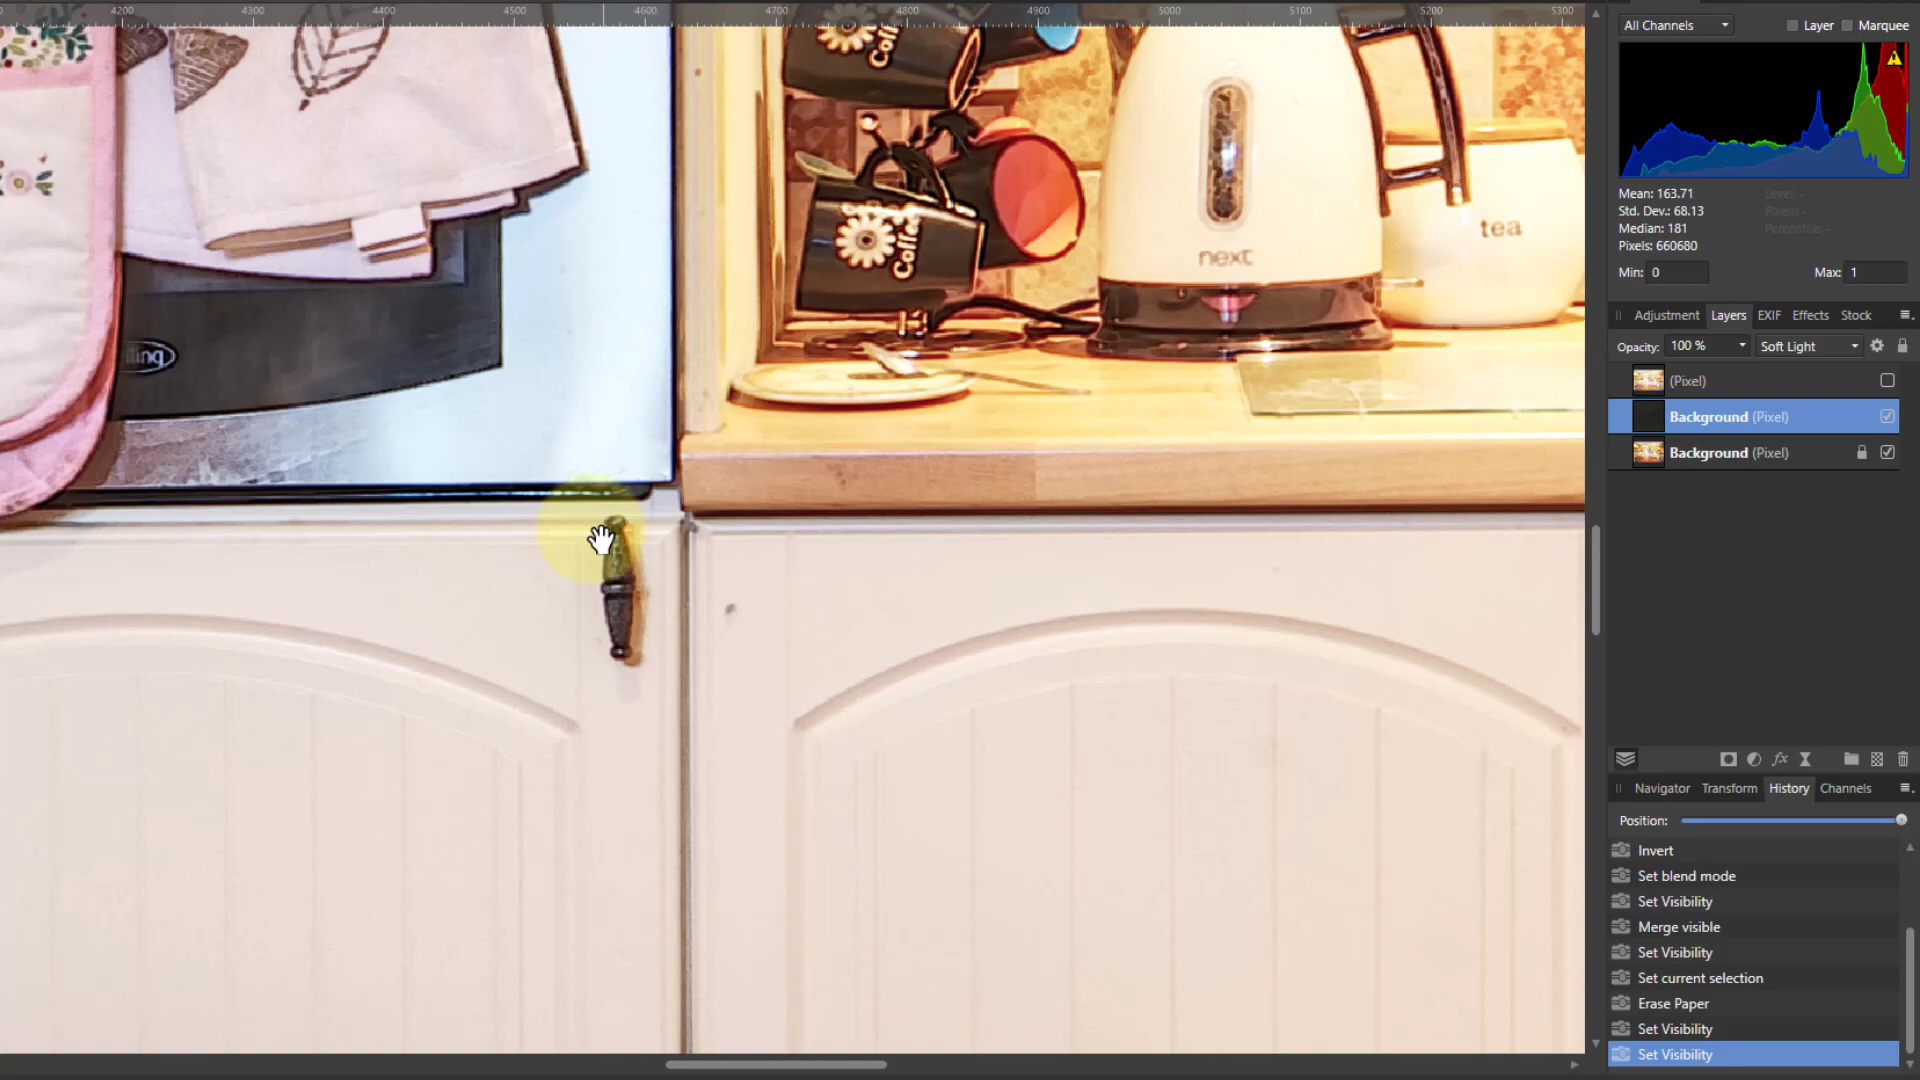 4200 4300 4400 4500 4600 4700 4800 4900 5000 5100 5200 5300
Coffee
Coffee
next
tea
All Channels
Layer
Marquee
Mean: 163.71
Std. Dev.: 68.13
Median: 181
Pixels: 660680
Level: -
Pixels: -
Percentile: -
Min: 0
Max: 1
Adjustment Layers EXIF Effects Stock
Opacity: 100 % Soft Light
(Pixel)
Background (Pixel)
Background (Pixel)
Navigator Transform History Channels
Position:
Invert
Set blend mode
Set Visibility
Merge visible
Set Visibility
Set current selection
Erase Paper
Set Visibility
Set Visibility